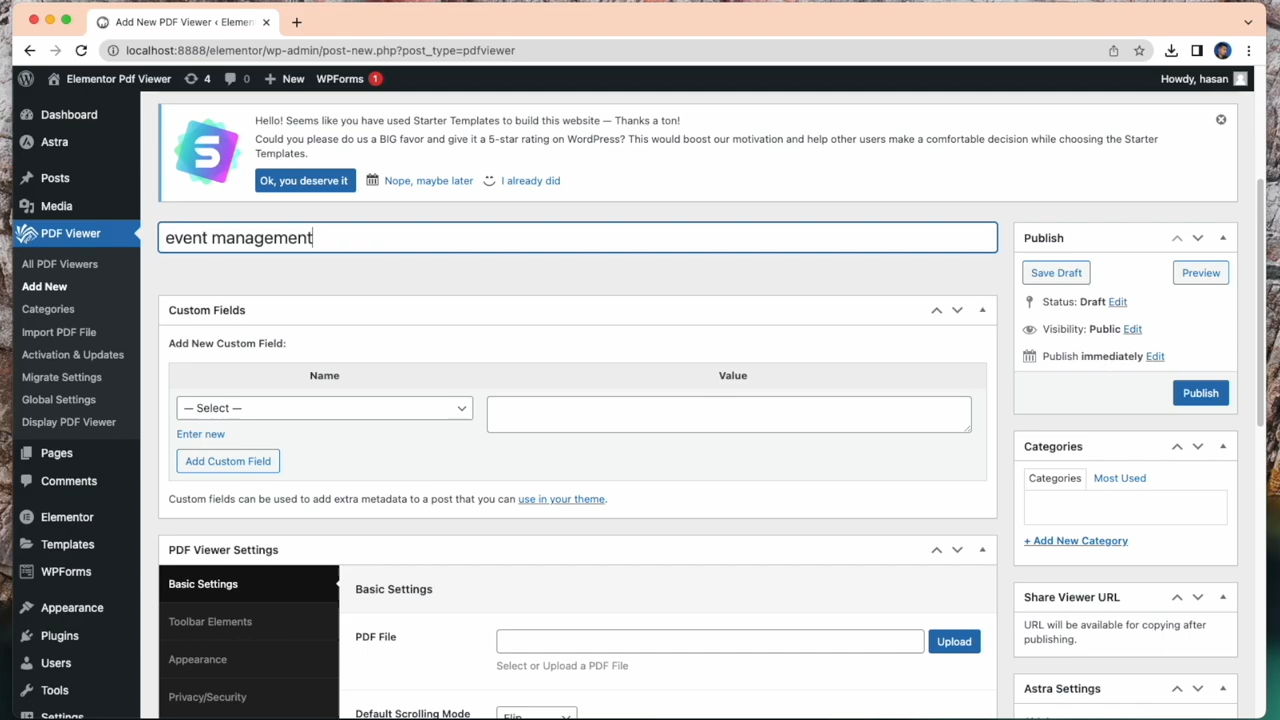 Add New PDF Viewer ‹ Elemen
localhost:8888/elementor/wp-admin/post-new.php?post_type=pdfviewer
Elementor Pdf Viewer 4 0 New WPForms 1 Howdy, hasan
Dashboard
Astra
Posts
Media
PDF Viewer
All PDF Viewers
Add New
Categories
Import PDF File
Activation & Updates
Migrate Settings
Global Settings
Display PDF Viewer
Pages
Comments
Elementor
Templates
WPForms
Appearance
Plugins
Users
Tools
Settings
Hello! Seems like you have used Starter Templates to build this website — Thanks a ton!
Could you please do us a BIG favor and give it a 5-star rating on WordPress? This would boost our motivation and help other users make a comfortable decision while choosing the Starter
Templates.
Ok, you deserve it Nope, maybe later I already did
S
event management
Custom Fields
Add New Custom Field:
Name Value
— Select —
Enter new
Add Custom Field
Custom fields can be used to add extra metadata to a post that you can use in your theme.
PDF Viewer Settings
Basic Settings
Toolbar Elements
Appearance
Privacy/Security
Basic Settings
PDF File Upload
Select or Upload a PDF File
Default Scrolling Mode Flip
Publish
Save Draft Preview
Status: Draft Edit
Visibility: Public Edit
Publish immediately Edit
Publish
Categories
Categories Most Used
+ Add New Category
Share Viewer URL
URL will be available for copying after
publishing.
Astra Settings